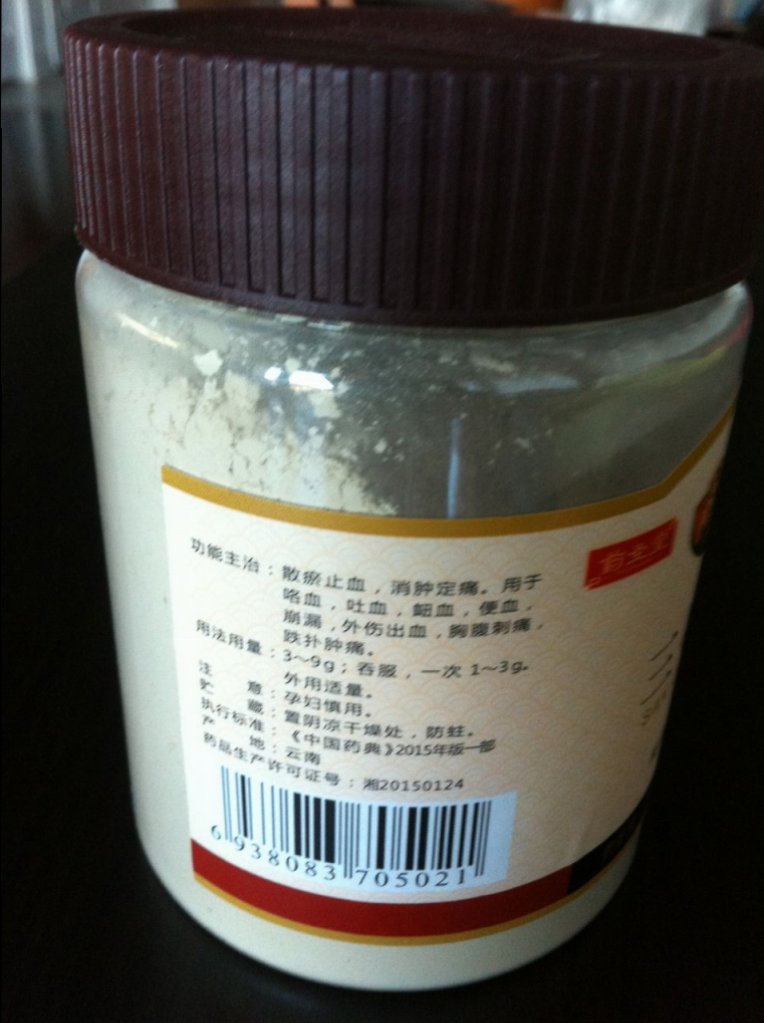 功能主治：散瘀止血，消肿定痛。用于
咯血，吐血，衄血，便血，
崩漏，外伤出血，胸腹刺痛，
跌扑肿痛。
用法用量：3~9g；吞服，一次 1~3g。
外用适量。
注 意：孕妇慎用。
贮 藏：置阴凉干燥处，防蛀。
执行标准：《中国药典》2015年版一部
产 地：云南
药品生产许可证号：湘20150124
6 938083 705021
三